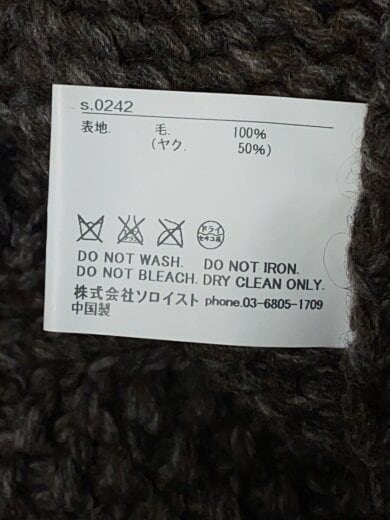 s.0242
表地. 毛. 100%
(ヤク. 50%)
ドライ
セキユ系
DO NOT WASH. DO NOT IRON.
DO NOT BLEACH. DRY CLEAN ONLY.
株式会社ソロイスト phone.03-6805-1709
中国製